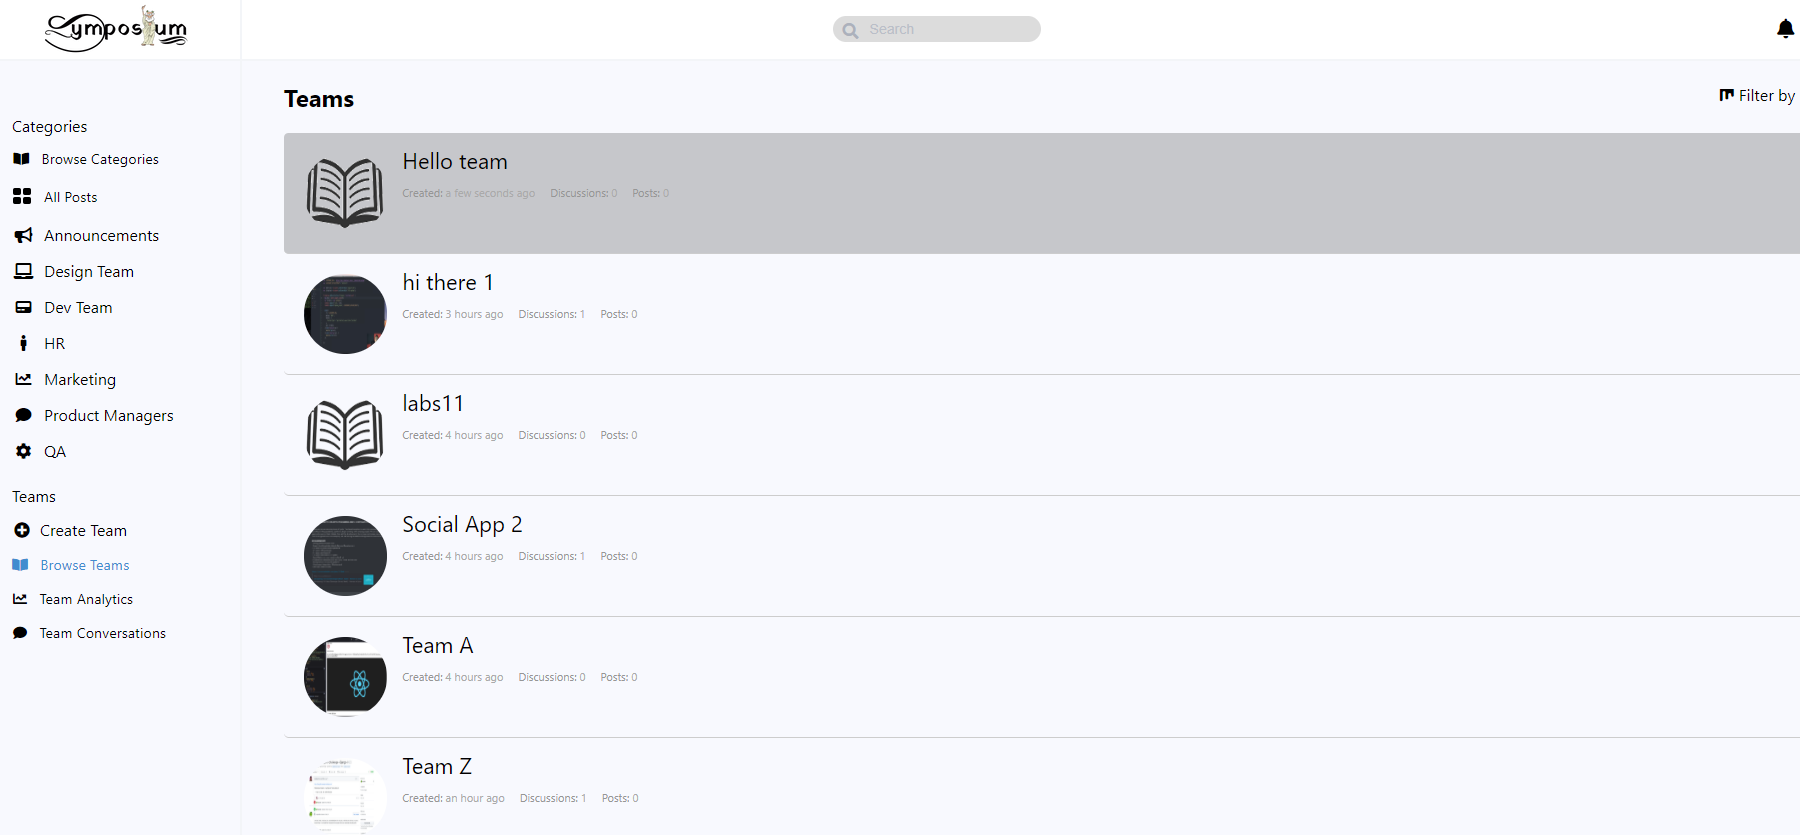 Symposium
Search
Categories
Browse Categories
All Posts
Announcements
Design Team
Dev Team
HR
Marketing
Product Managers
QA
Teams
Create Team
Browse Teams
Team Analytics
Team Conversations
Teams
Filter by
Hello team
Created: a few seconds ago Discussions: 0 Posts: 0
hi there 1
Created: 3 hours ago Discussions: 1 Posts: 0
labs11
Created: 4 hours ago Discussions: 0 Posts: 0
Social App 2
Created: 4 hours ago Discussions: 1 Posts: 0
Team A
Created: 4 hours ago Discussions: 0 Posts: 0
Team Z
Created: an hour ago Discussions: 1 Posts: 0